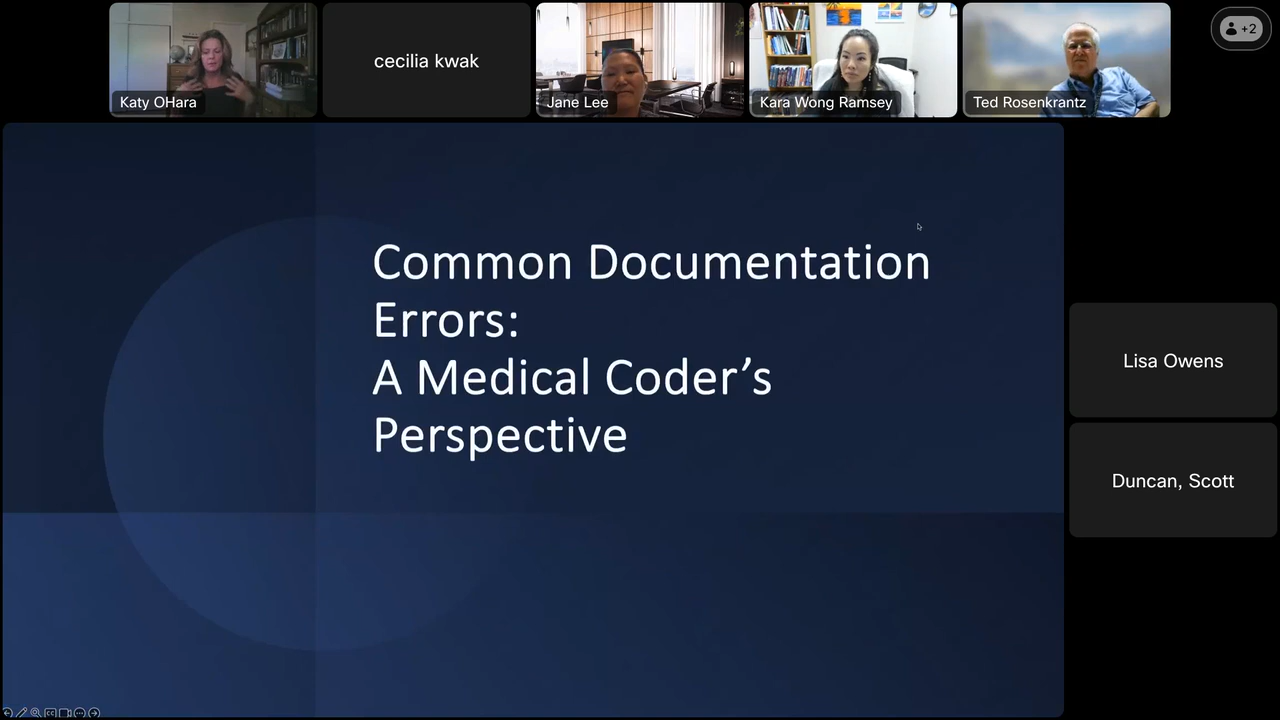 Katy OHara
cecilia kwak
Jane Lee
Kara Wong Ramsey
Ted Rosenkrantz
+2
Common Documentation
Errors:
A Medical Coder’s
Perspective
Lisa Owens
Duncan, Scott